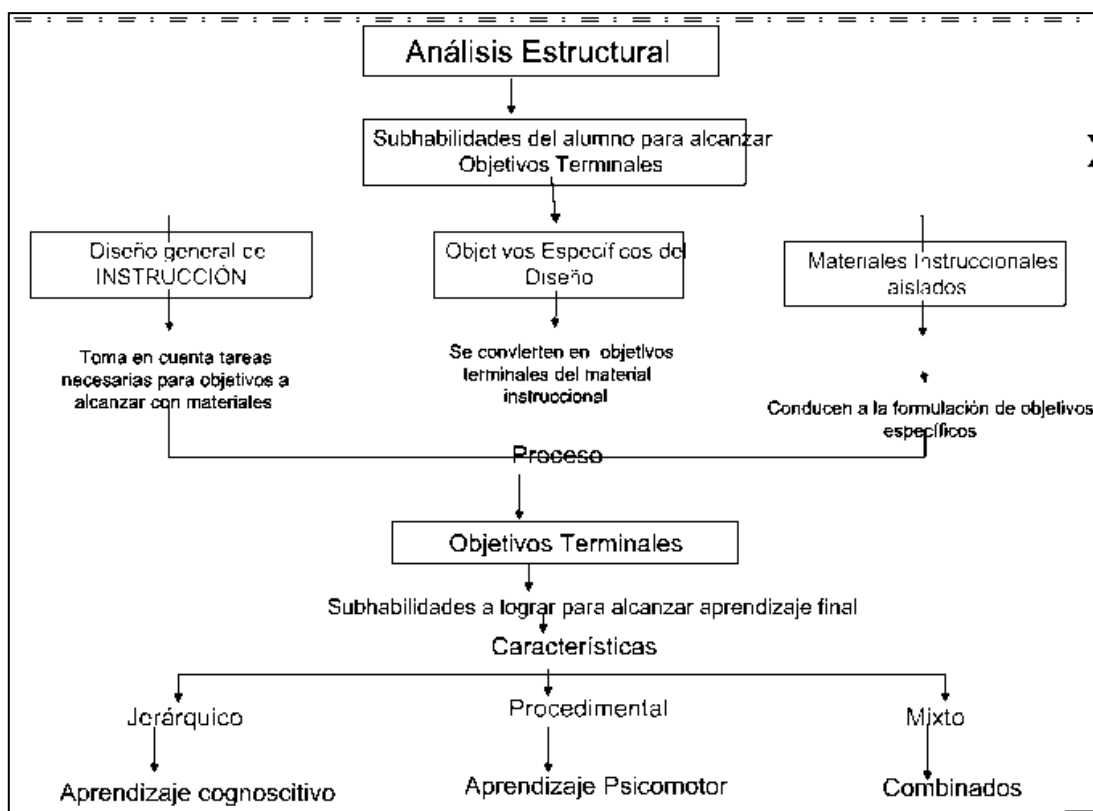 Análisis Estructural
Subhabilidades del alumno para alcanzar
Objetivos Terminales
Diseño general de
INSTRUCCIÓN
Objetivos Específicos del
Diseño
Materiales Instruccionales
aislados
Toma en cuenta tareas
necesarias para objetivos a
alcanzar con materiales
Se convierten en objetivos
terminales del material
instruccional
Conducen a la formulación de objetivos
específicos
Proceso
Objetivos Terminales
Subhabilidades a lograr para alcanzar aprendizaje final
Características
Jerárquico
Procedimental
Mixto
Aprendizaje cognoscitivo
Aprendizaje Psicomotor
Combinados